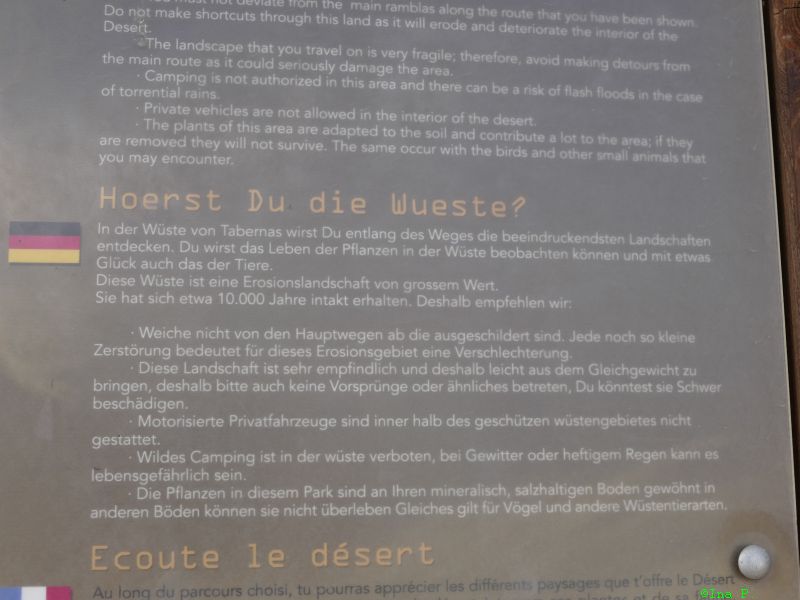 must not deviate from the main ramblas along the route that you have been shown.
Do not make shortcuts through this land as it will erode and deteriorate the interior of the
Desert.
· The landscape that you travel on is very fragile; therefore, avoid making detours from
the main route as it could seriously damage the area.
· Camping is not authorized in this area and there can be a risk of flash floods in the case
of torrential rains.
· Private vehicles are not allowed in the interior of the desert.
· The plants of this area are adapted to the soil and contribute a lot to the area; if they
are removed they will not survive. The same occur with the birds and other small animals that
you may encounter.
Hoerst Du die Wueste?
In der Wüste von Tabernas wirst Du entlang des Weges die beeindruckendsten Landschaften
entdecken. Du wirst das Leben der Pflanzen in der Wüste beobachten können und mit etwas
Glück auch das der Tiere.
Diese Wüste ist eine Erosionslandschaft von grossem Wert.
Sie hat sich etwa 10.000 Jahre intakt erhalten. Deshalb empfehlen wir:
· Weiche nicht von den Hauptwegen ab die ausgeschildert sind. Jede noch so kleine
Zerstörung bedeutet für dieses Erosionsgebiet eine Verschlechterung.
· Diese Landschaft ist sehr empfindlich und deshalb leicht aus dem Gleichgewicht zu
bringen, deshalb bitte auch keine Vorsprünge oder ähnliches betreten, Du könntest sie Schwer
beschädigen.
· Motorisierte Privatfahrzeuge sind inner halb des geschützen wüstengebietes nicht
gestattet.
· Wildes Camping ist in der wüste verboten, bei Gewitter oder heftigem Regen kann es
lebensgefährlich sein.
· Die Pflanzen in diesem Park sind an Ihren mineralisch, salzhaltigen Boden gewöhnt in
anderen Böden können sie nicht überleben Gleiches gilt für Vögel und andere Wüstentierarten.
Ecoute le désert
Au long du parcours choisi, tu pourras apprécier les différents paysages que t'offre le Désert
©Ina F.